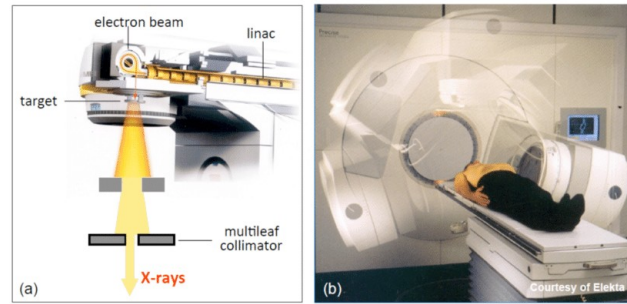 electron beam
linac
target
multileaf
collimator
X-rays
(a)
(b)
Courtesy of Elekta